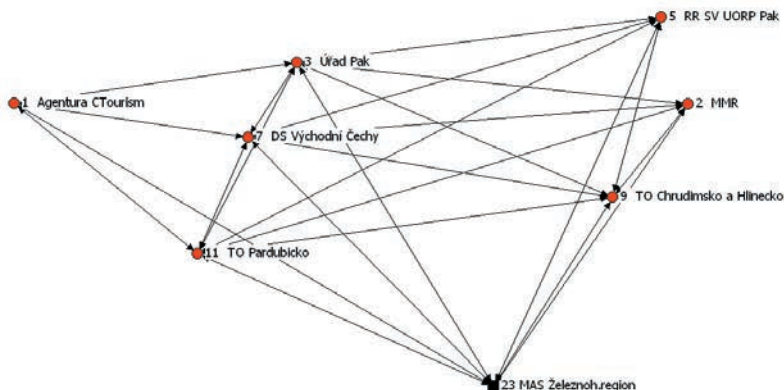 5 RR SV UORP Pak
3 Úřad Pak
1 Agentura CTourism
2 MMR
7 DS Východní Čechy
9 TO Chrudimsko a Hlinecko
11 TO Pardubicko
23 MAS Železnoh.region